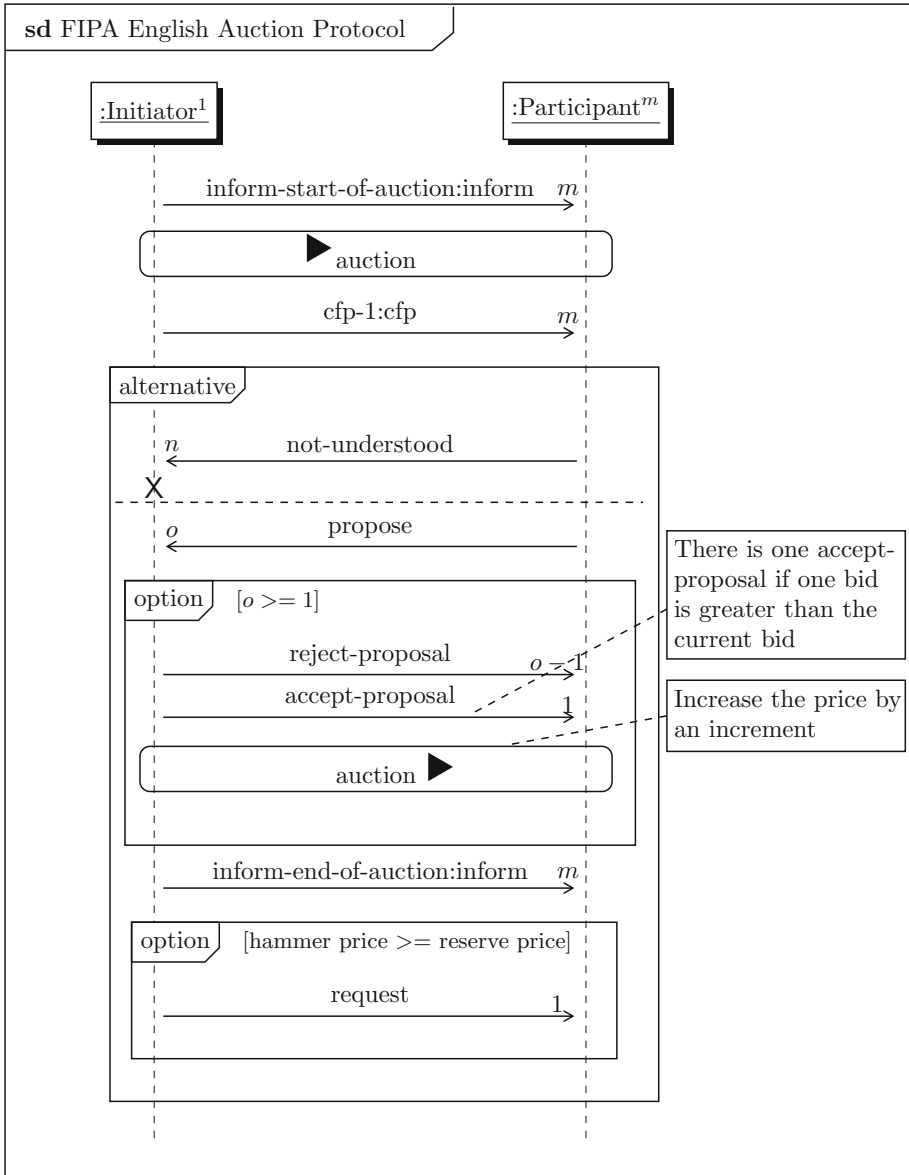 sd FIPA English Auction Protocol
:Initiator1
:Participantm
inform-start-of-auction:inform m
auction
cfp-1:cfp m
alternative
n not-understood
X
o propose
There is one accept-
proposal if one bid
is greater than the
current bid
option [o >= 1]
reject-proposal o − 1
accept-proposal 1
Increase the price by
an increment
auction
inform-end-of-auction:inform m
option [hammer price >= reserve price]
request 1